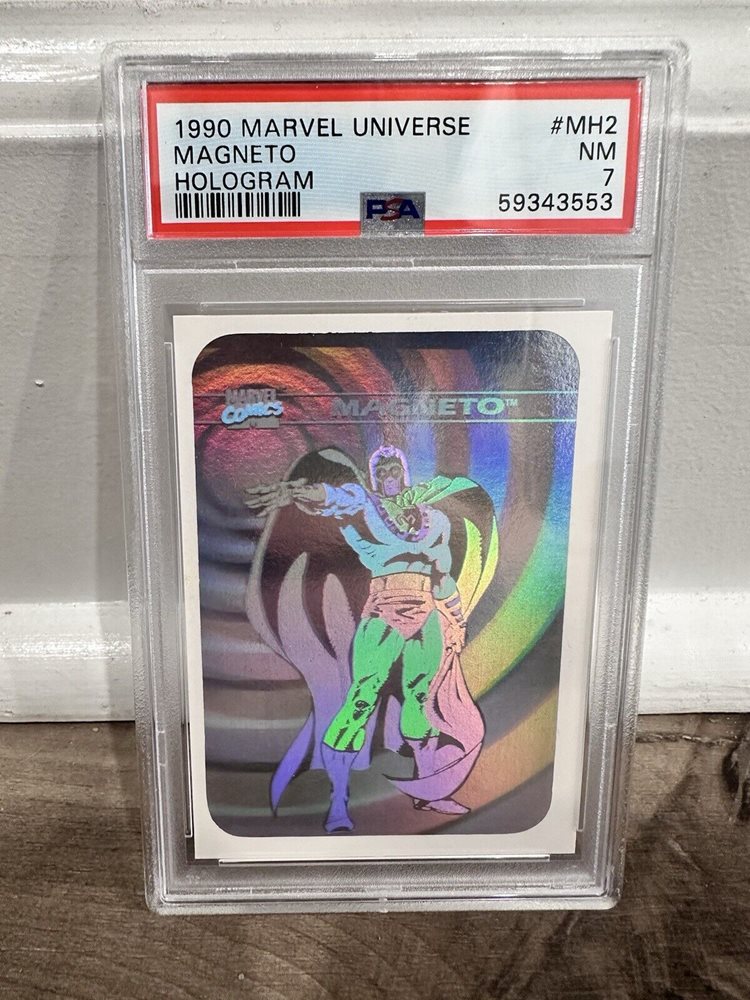 1990 MARVEL UNIVERSE #MH2
MAGNETO NM
HOLOGRAM 7
PSA 59343553
MARVEL
COMICS
MAGNETO™